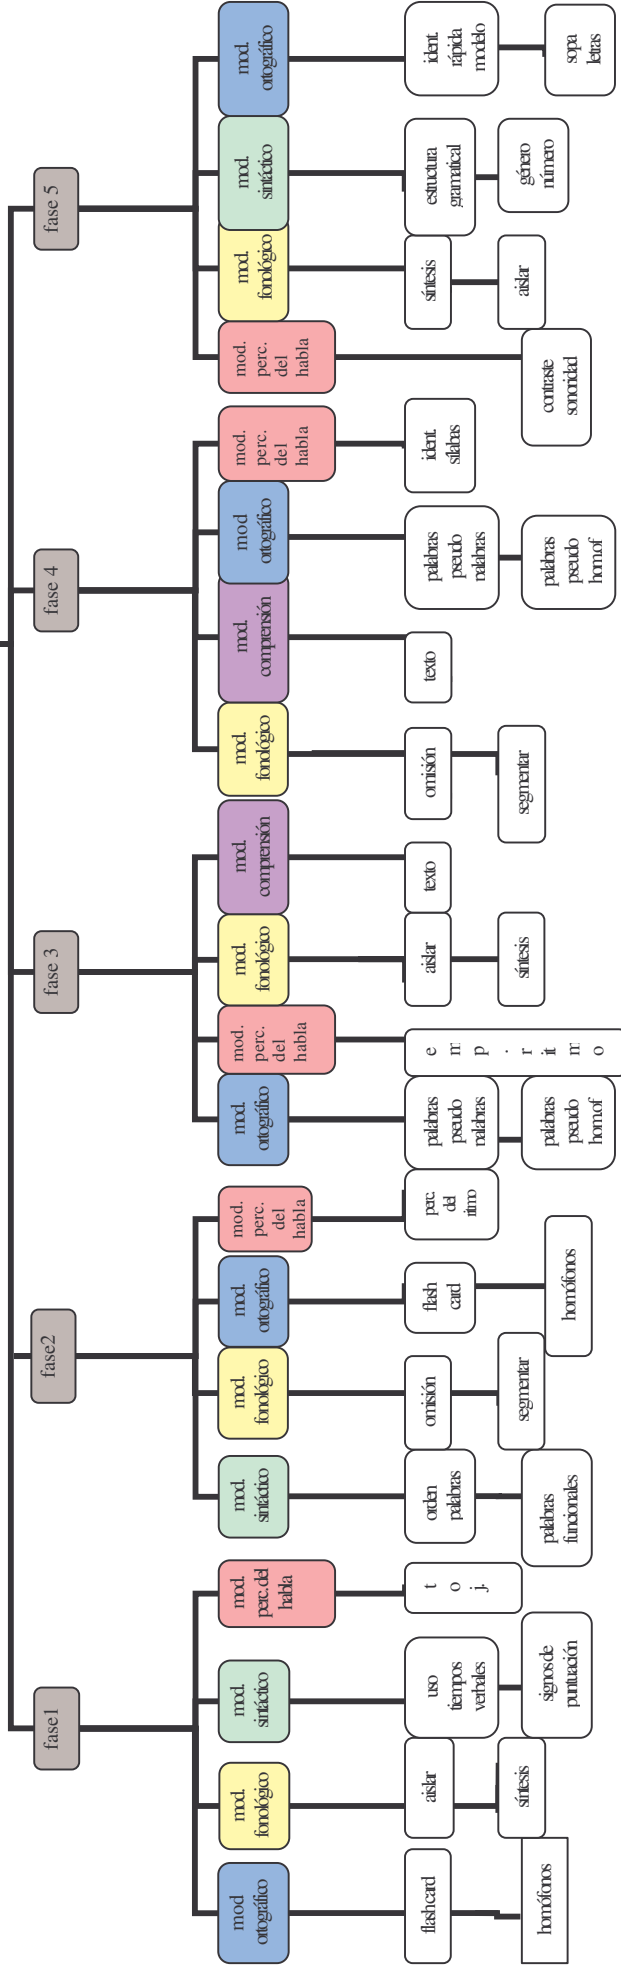 fase1
fase2
fase 3
fase 4
fase 5
mod
ortográfico
mod.
fonológico
mod.
sintáctico
mod.
perc. del
habla
mod.
sintáctico
mod.
fonológico
mod.
ortográfico
mod.
perc.
del
habla
mod.
ortográfico
mod.
perc.
del
habla
mod.
fonológico
mod.
comprensión
mod.
fonológico
mod.
comprensión
mod
ortográfico
mod.
perc.
del
habla
mod.
perc.
del
habla
mod.
fonológico
mod.
sintáctico
mod.
ortográfico
flash card
aislar
uso
tiempos
verbales
t
o
j.
orden
palabras
omisión
flash
card
perc.
del
ritmo
palabras
pseudo
palabras
e
m
p
.
r
it
m
o
aislar
texto
omisión
texto
palabras
pseudo
palabras
ident.
sílabas
síntesis
estructura
gramatical
ident.
rápida
modelo
homófonos
síntesis
signos de
puntuación
palabras
funcionales
segmentar
homófonos
palabras
pseudo
homof
síntesis
segmentar
palabras
pseudo
homof
contraste
sonoridad
aislar
género
número
sopa
letras